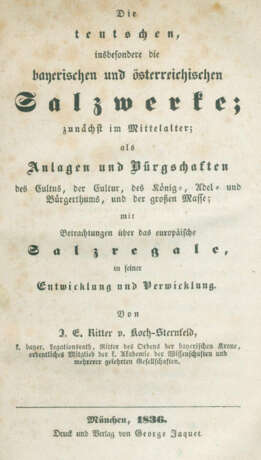 Die
teutschen,
insbesondere die
bayerischen und österreichischen
Salzwerke;
zunächst im Mittelalter;
als
Anlagen und Bürgschaften
des Cultus, der Cultur, des König-, Adel- und
Bürgerthums, und der großen Masse;
mit
Betrachtungen über das europäische
Salzregale,
in seiner
Entwicklung und Verwicklung.
Von
J. E. Ritter v. Koch-Sternfeld,
k. bayer. Legationsrath, Ritter des Ordens der bayerischen Krone,
ordentliches Mitglied der k. Akademie der Wissenschaften und
mehrerer gelehrten Gesellschaften.
München, 1836.
Druck und Verlag von George Jaquet.